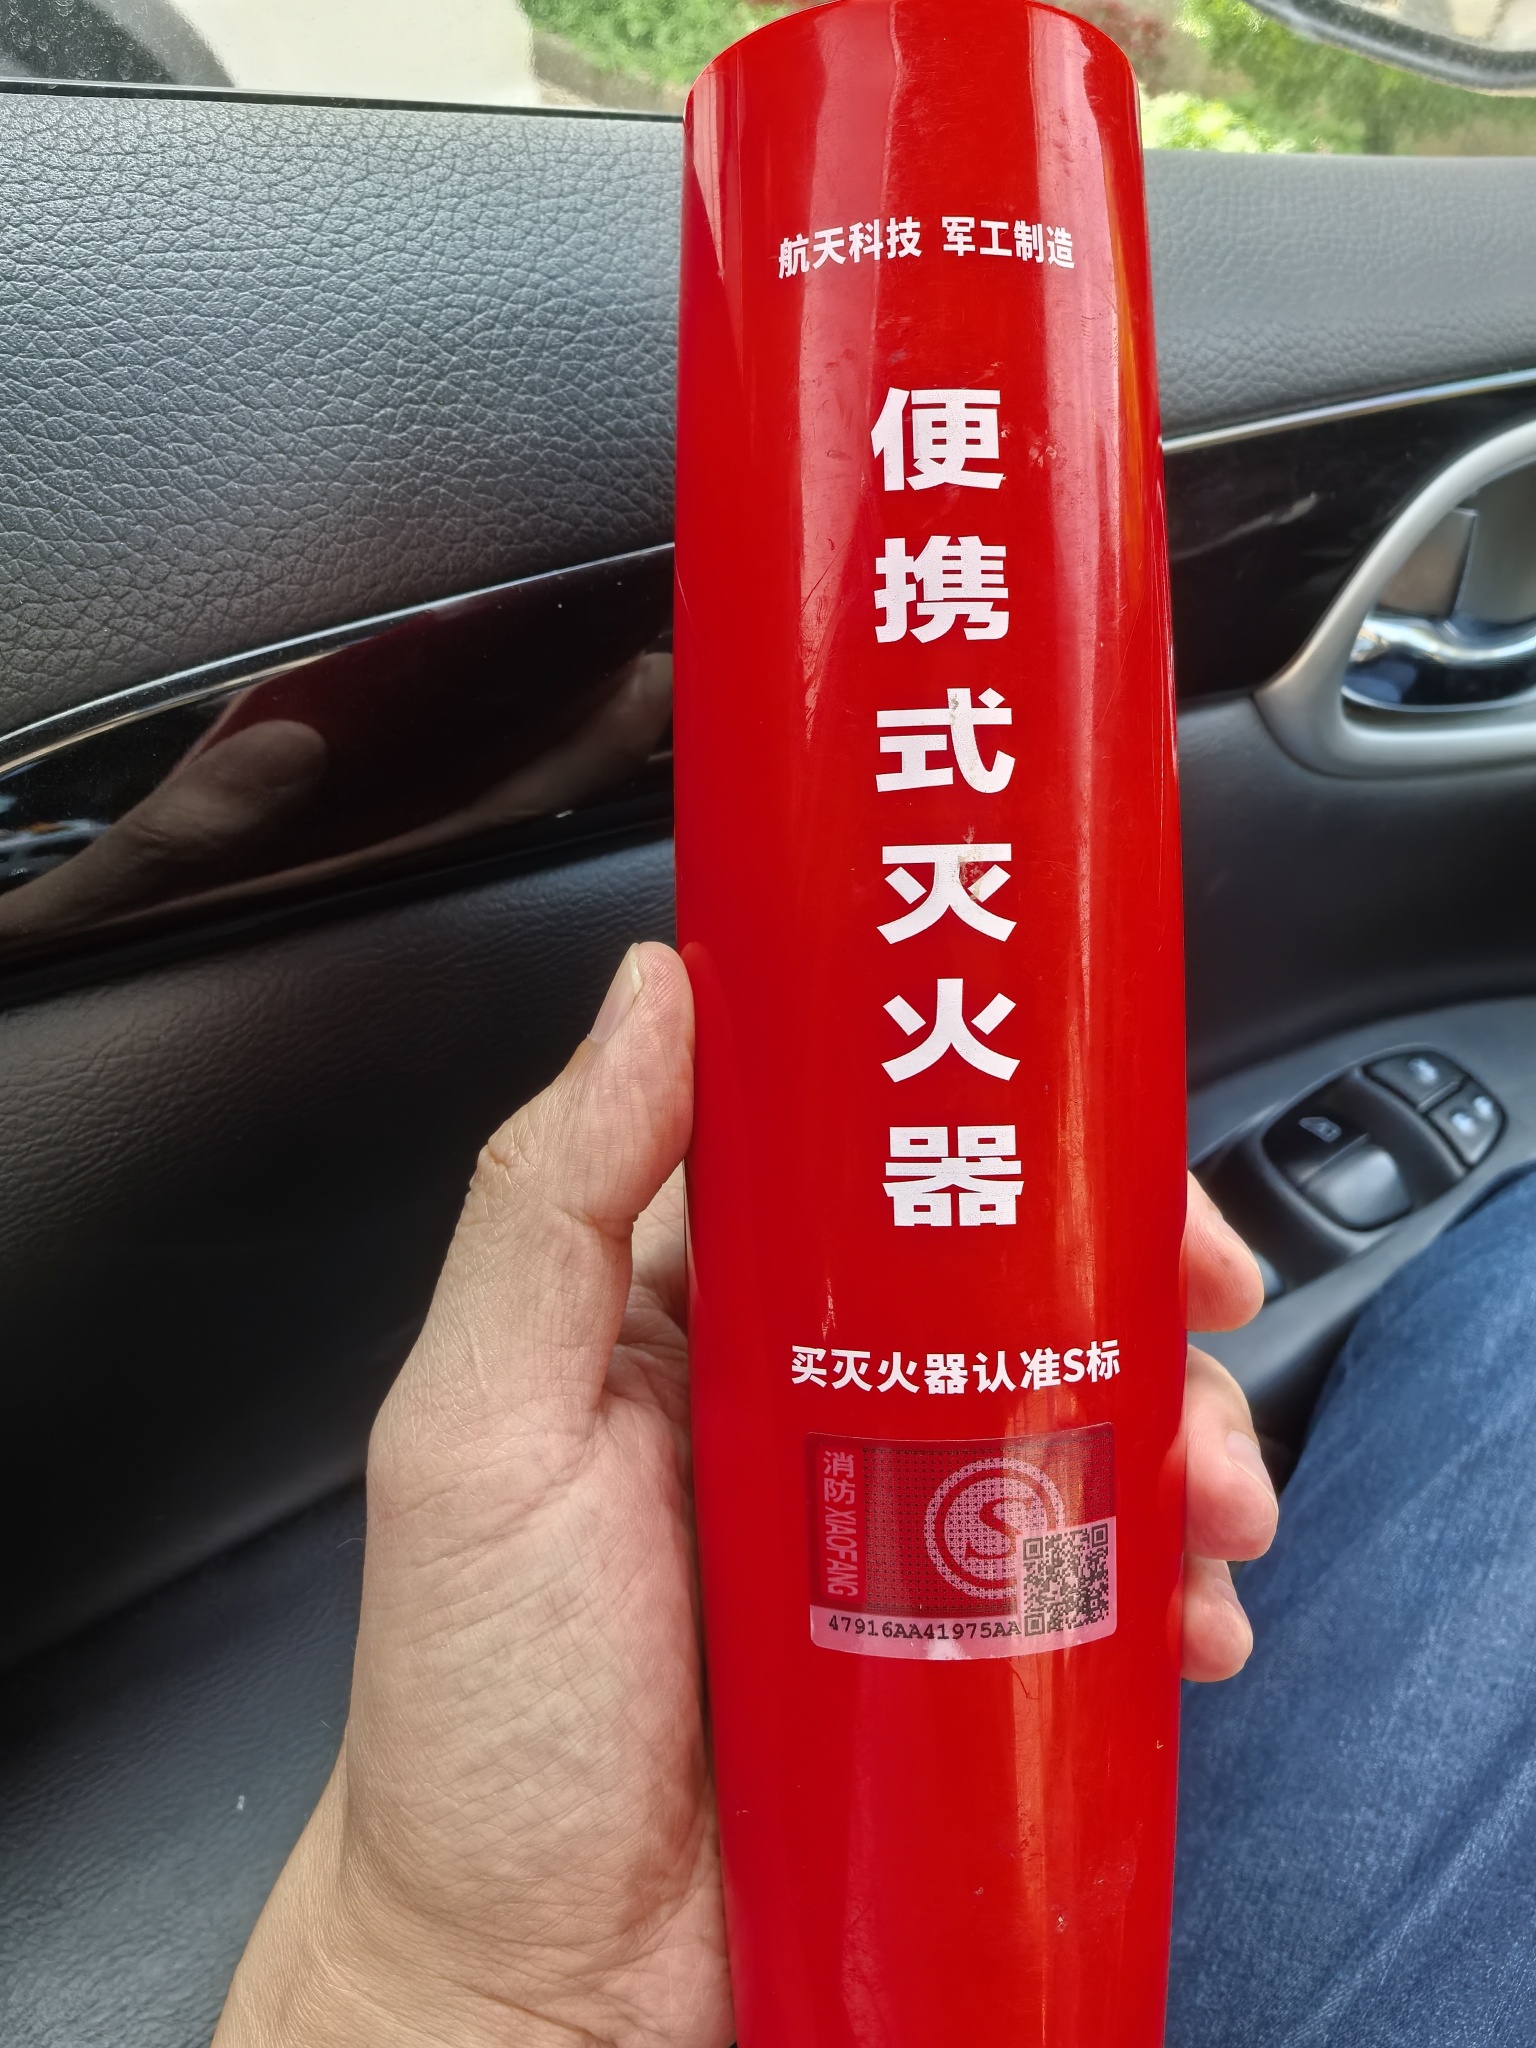 航天科技 军工制造
便携式灭火器
买灭火器认准S标
消防 XIAOFANG
S
47916AA41975AA